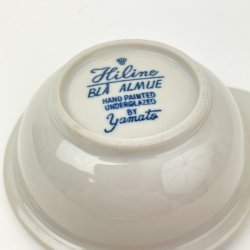 Hiline
BLÅ ALMUE
HAND PAINTED
UNDERGLAZED
BY
Yamato